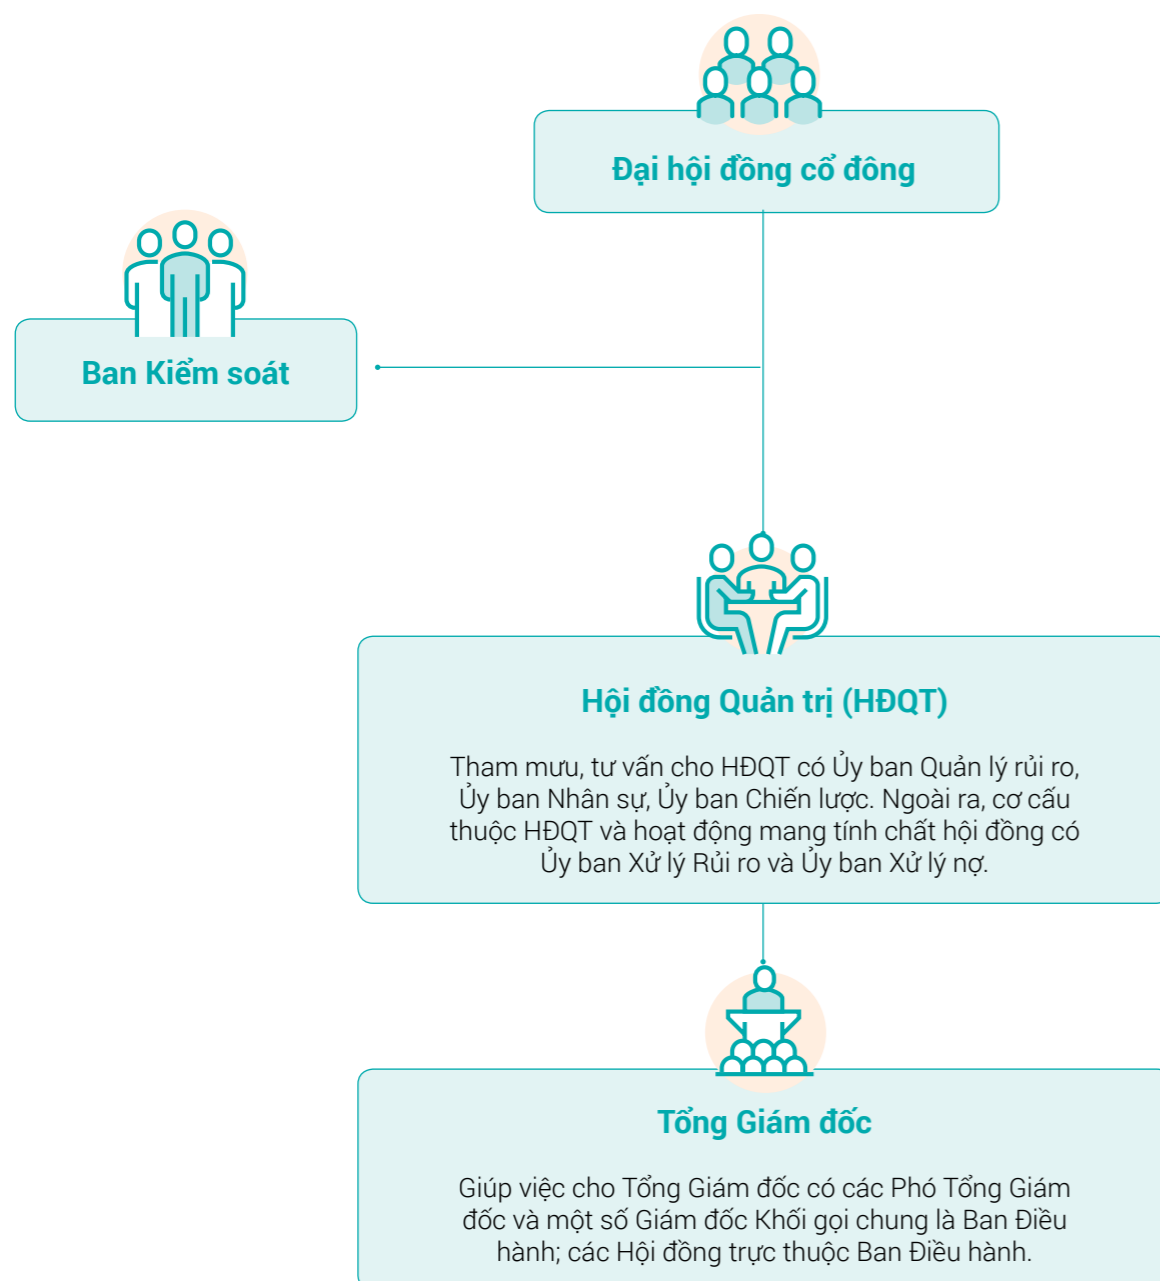 Đại hội đồng cổ đông
Ban Kiểm soát
Hội đồng Quản trị (HĐQT)
Tham mưu, tư vấn cho HĐQT có Ủy ban Quản lý rủi ro,
Ủy ban Nhân sự, Ủy ban Chiến lược. Ngoài ra, cơ cấu
thuộc HĐQT và hoạt động mang tính chất hội đồng có
Ủy ban Xử lý Rủi ro và Ủy ban Xử lý nợ.
Tổng Giám đốc
Giúp việc cho Tổng Giám đốc có các Phó Tổng Giám
đốc và một số Giám đốc Khối gọi chung là Ban Điều
hành; các Hội đồng trực thuộc Ban Điều hành.